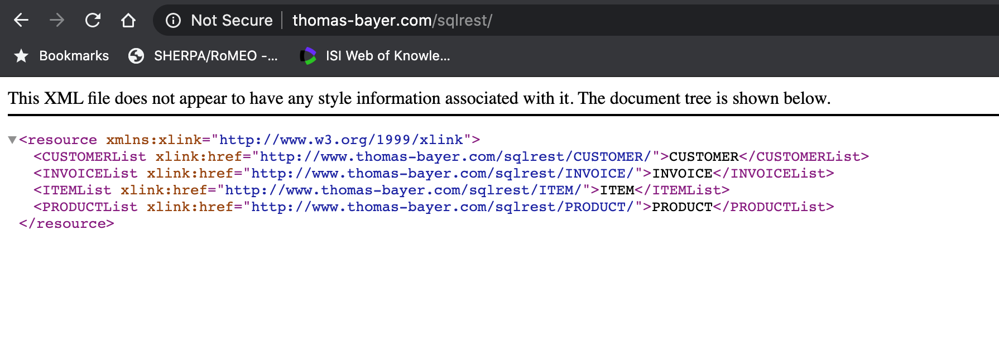 Not Secure | thomas-bayer.com/sqlrest/
Bookmarks SHERPA/RoMEO -... ISI Web of Knowle...
This XML file does not appear to have any style information associated with it. The document tree is shown below.
▼<resource xmlns:xlink="http://www.w3.org/1999/xlink">
<CUSTOMERList xlink:href="http://www.thomas-bayer.com/sqlrest/CUSTOMER/">CUSTOMER</CUSTOMERList>
<INVOICEList xlink:href="http://www.thomas-bayer.com/sqlrest/INVOICE/">INVOICE</INVOICEList>
<ITEMList xlink:href="http://www.thomas-bayer.com/sqlrest/ITEM/">ITEM</ITEMList>
<PRODUCTList xlink:href="http://www.thomas-bayer.com/sqlrest/PRODUCT/">PRODUCT</PRODUCTList>
</resource>